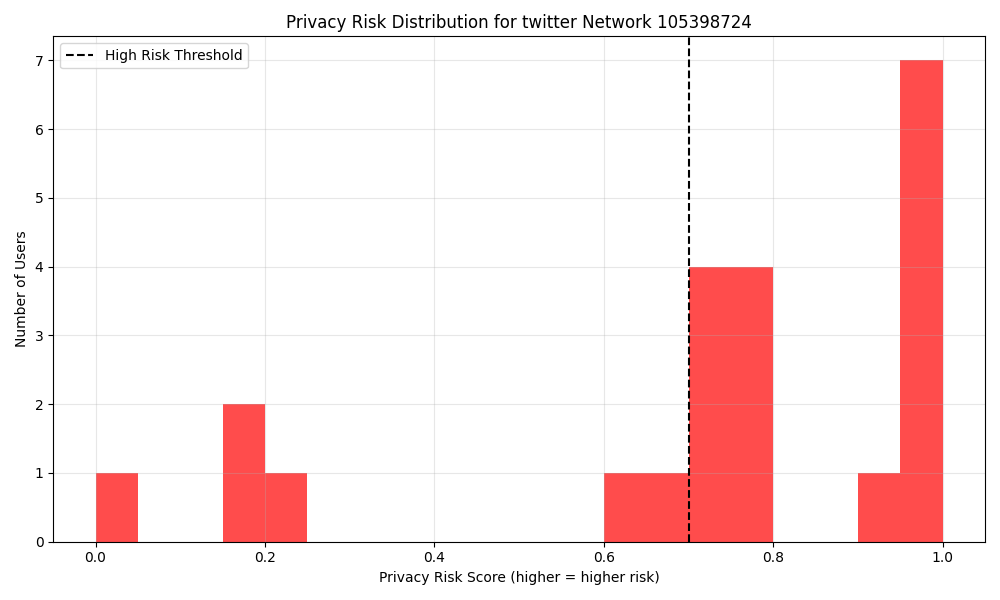 Privacy Risk Distribution for twitter Network 105398724
High Risk Threshold
Number of Users
7
6
5
4
3
2
1
0
0.0 0.2 0.4 0.6 0.8 1.0
Privacy Risk Score (higher = higher risk)